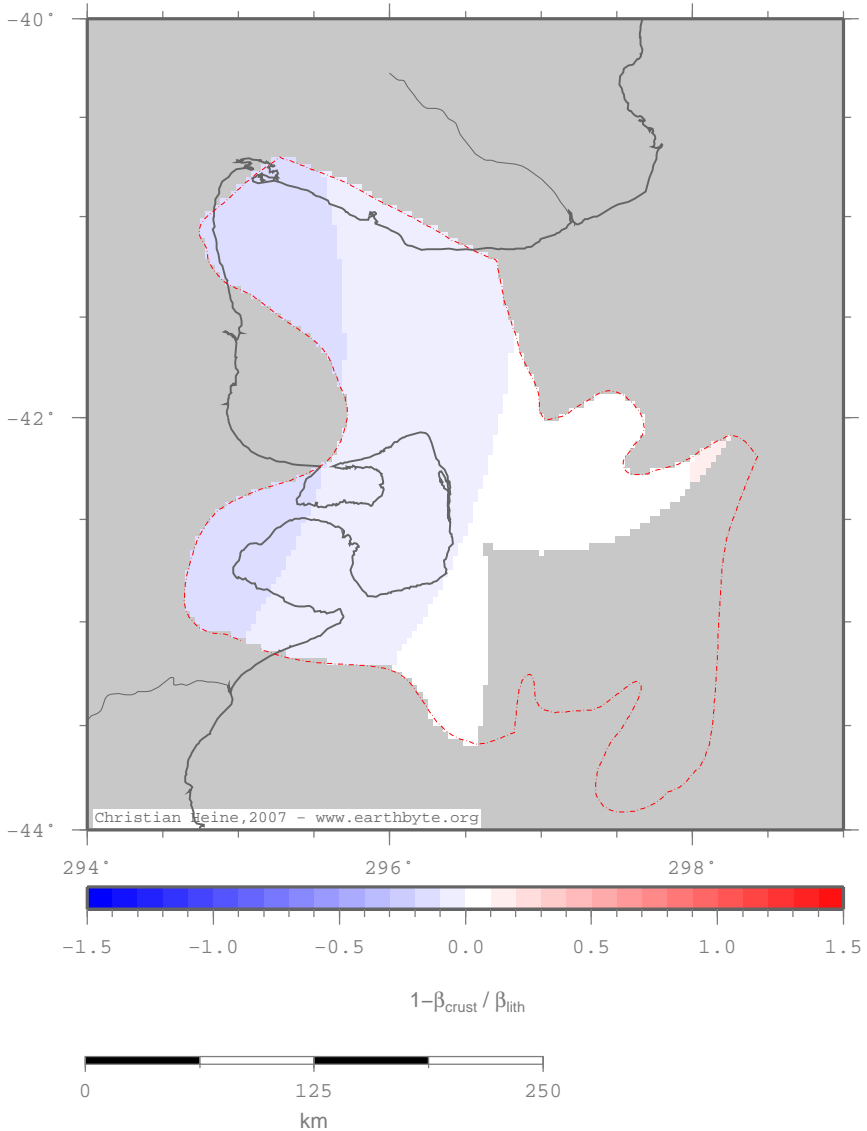 −40°
−42°
−44°
Christian Heine,2007 − www.earthbyte.org
294° 296° 298°
−1.5 −1.0 −0.5 0.0 0.5 1.0 1.5
1−βcrust / βlith
0 125 250
km